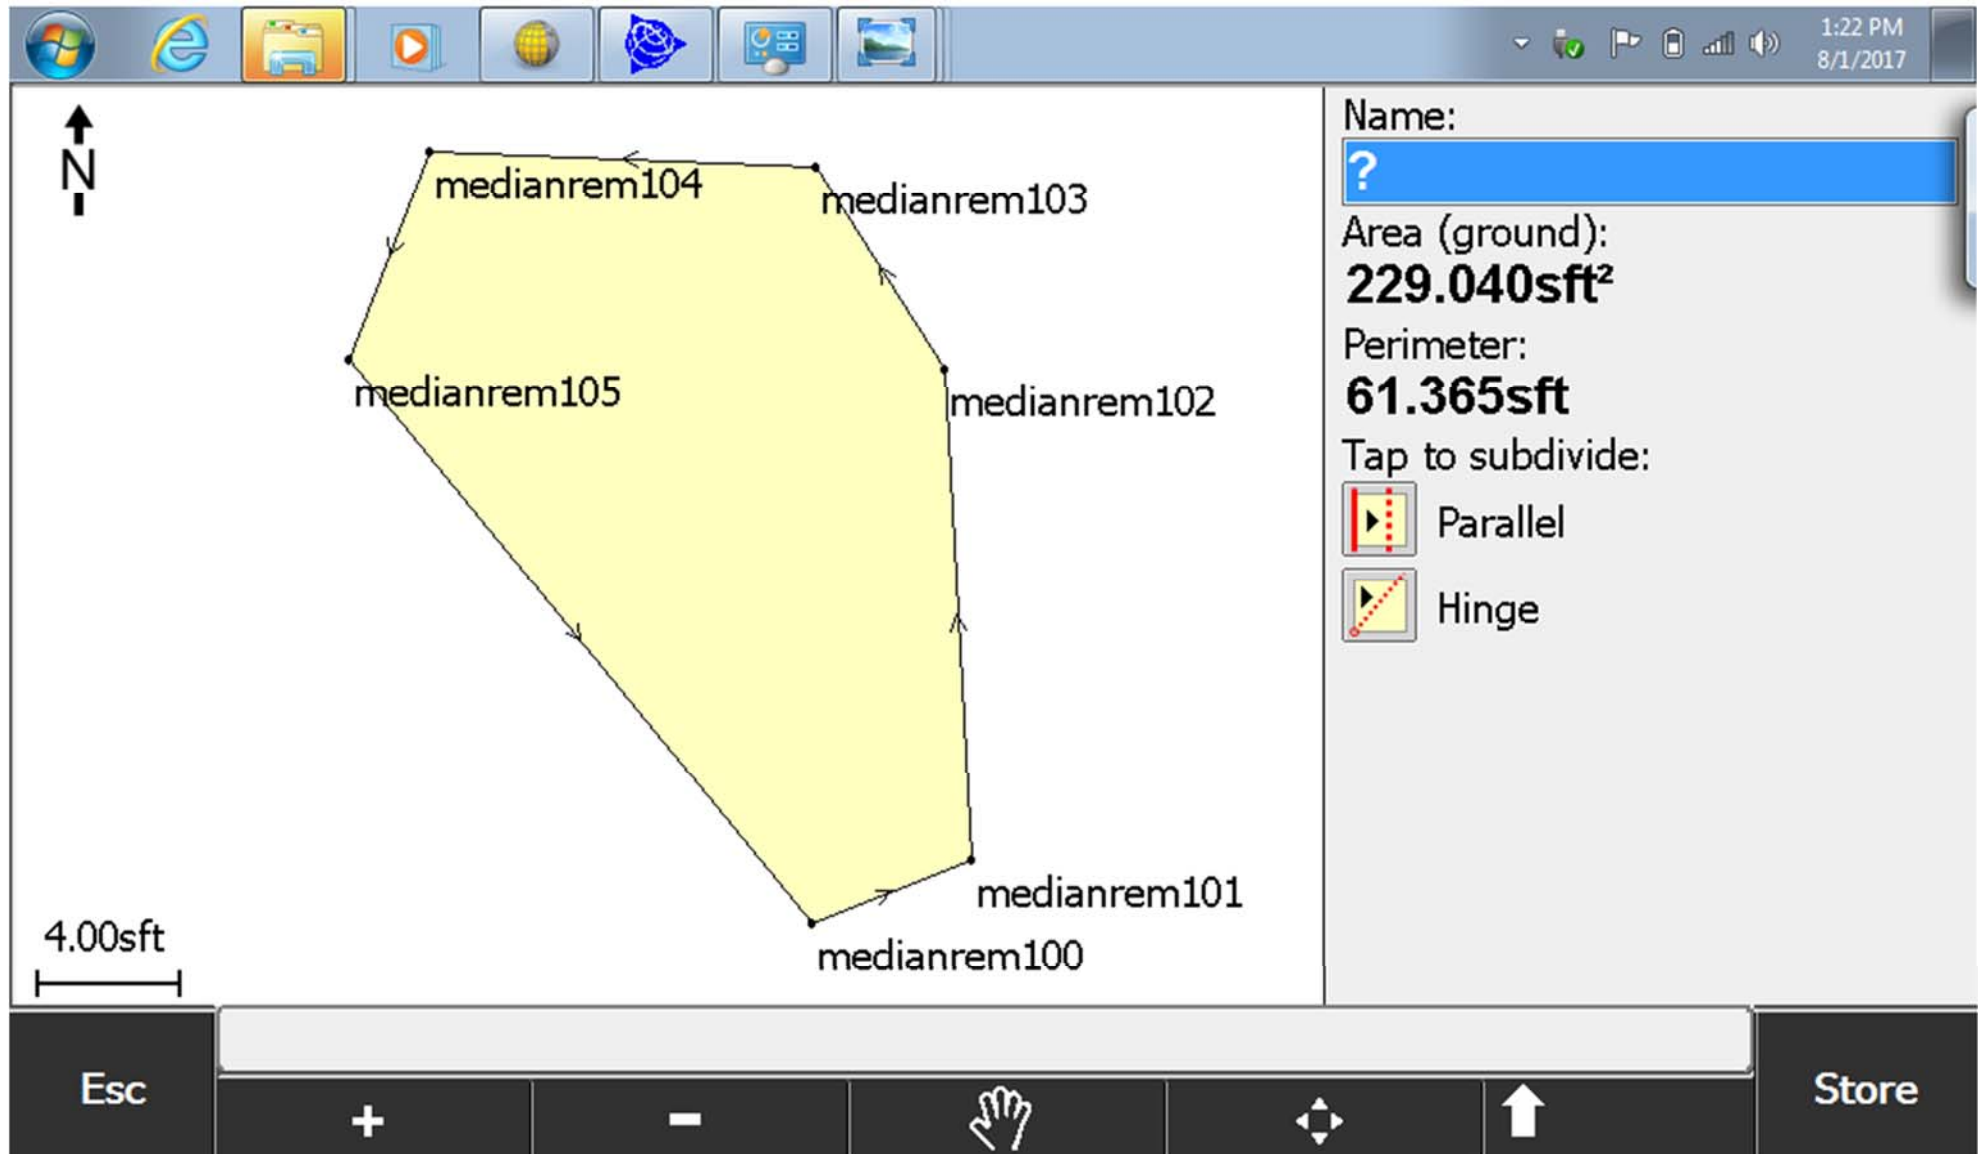 1:22 PM
8/1/2017
N
medianrem104
medianrem103
medianrem105
medianrem102
medianrem101
medianrem100
4.00sft
Name:
?
Area (ground):
229.040sft²
Perimeter:
61.365sft
Tap to subdivide:
Parallel
Hinge
Esc
Store